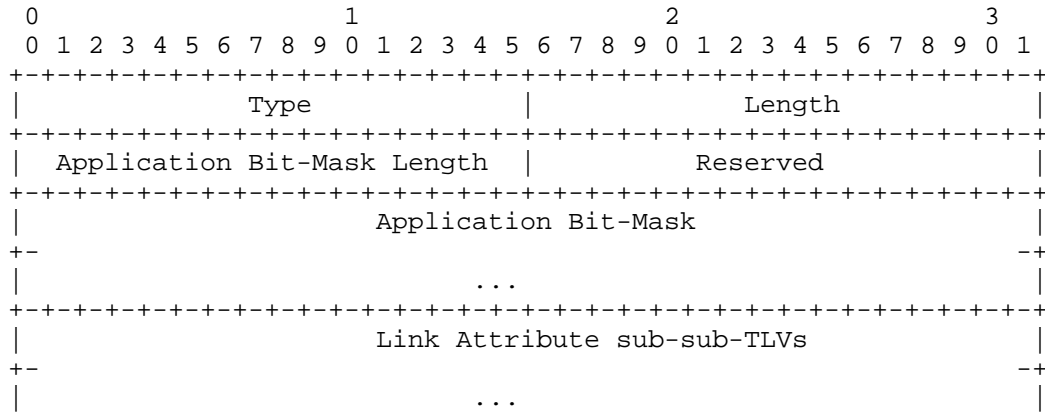 0                   1                   2                   3
 0 1 2 3 4 5 6 7 8 9 0 1 2 3 4 5 6 7 8 9 0 1 2 3 4 5 6 7 8 9 0 1
+-+-+-+-+-+-+-+-+-+-+-+-+-+-+-+-+-+-+-+-+-+-+-+-+-+-+-+-+-+-+-+-+
|              Type             |             Length            |
+-+-+-+-+-+-+-+-+-+-+-+-+-+-+-+-+-+-+-+-+-+-+-+-+-+-+-+-+-+-+-+-+
|  Application Bit-Mask Length  |          Reserved             |
+-+-+-+-+-+-+-+-+-+-+-+-+-+-+-+-+-+-+-+-+-+-+-+-+-+-+-+-+-+-+-+-+
|                      Application Bit-Mask                     |
+-                                                             -+
|                            ...                                |
+-+-+-+-+-+-+-+-+-+-+-+-+-+-+-+-+-+-+-+-+-+-+-+-+-+-+-+-+-+-+-+-+
|                      Link Attribute sub-sub-TLVs              |
+-                                                             -+
|                            ...                                |